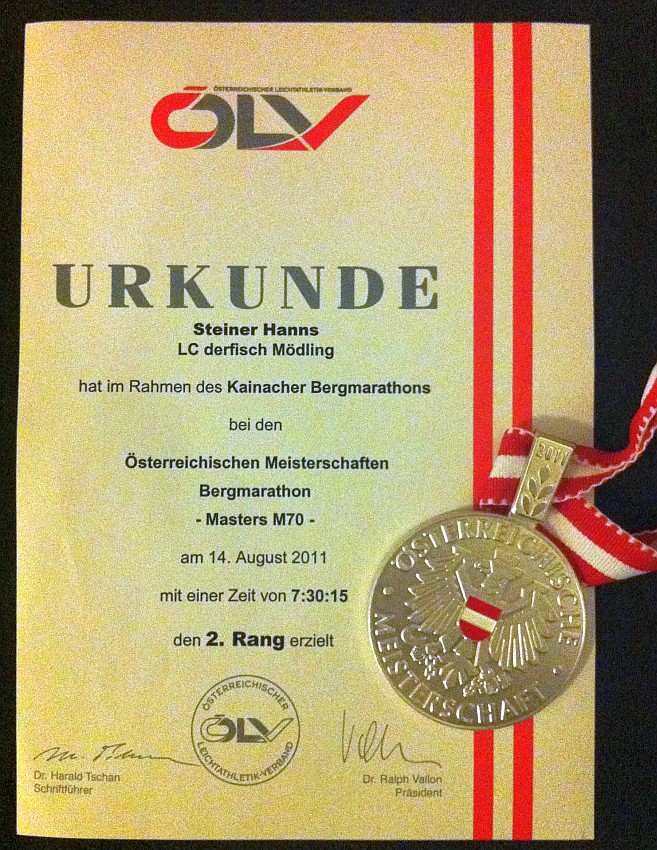 ÖSTERREICHISCHER LEICHTATHLETIK-VERBAND
ÖLV
URKUNDE
Steiner Hanns
LC derfisch Mödling
hat im Rahmen des Kainacher Bergmarathons
bei den
Österreichischen Meisterschaften
Bergmarathon
- Masters M70 -
am 14. August 2011
mit einer Zeit von 7:30:15
den 2. Rang erzielt
ÖSTERREICHISCHER
ÖLV
LEICHTATHLETIK-VERBAND
Dr. Harald Tschan
Schriftführer
Dr. Ralph Vallon
Präsident
2011
ÖSTERREICHISCHE
MEISTERSCHAFT